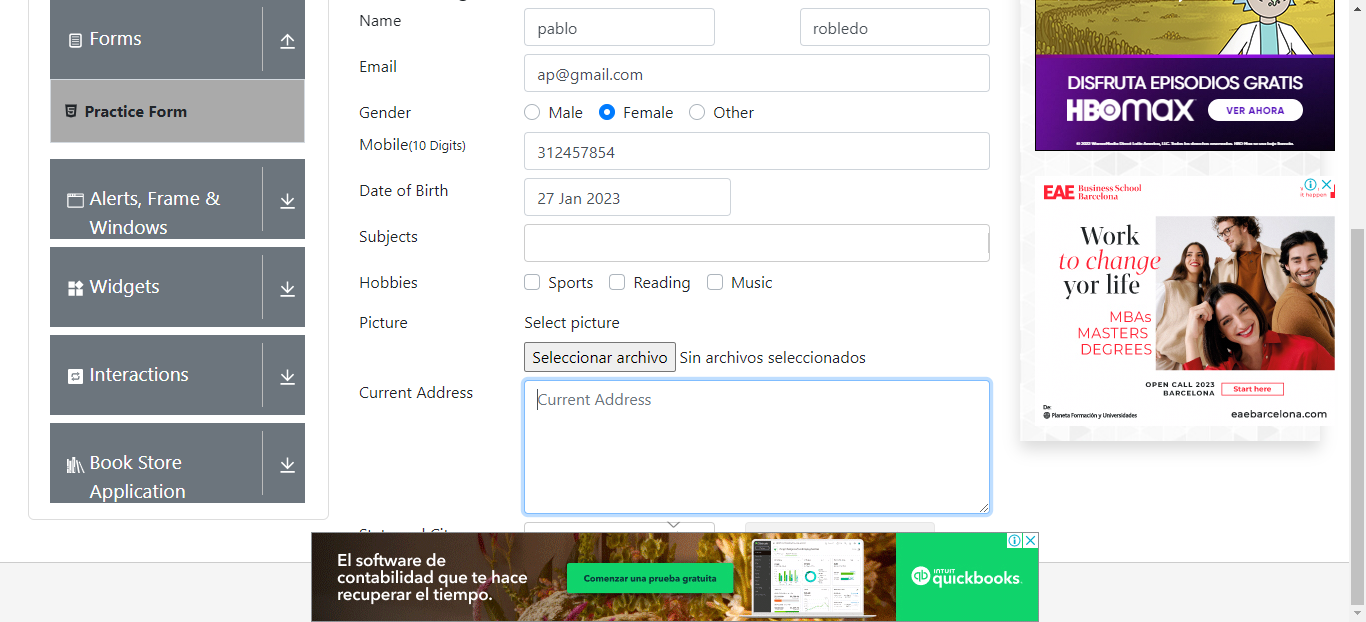 Forms
Practice Form
Alerts, Frame &
Windows
Widgets
Interactions
Book Store
Application
Name
pablo
robledo
Email
ap@gmail.com
Gender
Male
Female
Other
Mobile(10 Digits)
312457854
Date of Birth
27 Jan 2023
Subjects
Hobbies
Sports
Reading
Music
Picture
Select picture
Seleccionar archivo Sin archivos seleccionados
Current Address
Current Address
DISFRUTA EPISODIOS GRATIS
HBOMAX
VER AHORA
EAE Business School
Barcelona
it happen
Work
to change
yor life
MBAs
MASTERS
DEGREES
OPEN CALL 2023
BARCELONA
Start here
De:
Planeta Formación y Universidades
eaebarcelona.com
El software de
contabilidad que te hace
recuperar el tiempo.
Comenzar una prueba gratuita
INTUIT
quickbooks.